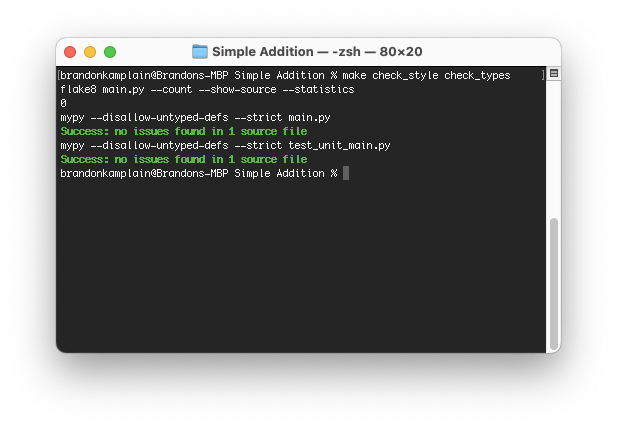 Simple Addition — -zsh — 80×20
[brandonkamplain@Brandons-MBP Simple Addition % make check_style check_types ]
flake8 main.py --count --show-source --statistics
0
mypy --disallow-untyped-defs --strict main.py
Success: no issues found in 1 source file
mypy --disallow-untyped-defs --strict test_unit_main.py
Success: no issues found in 1 source file
brandonkamplain@Brandons-MBP Simple Addition %